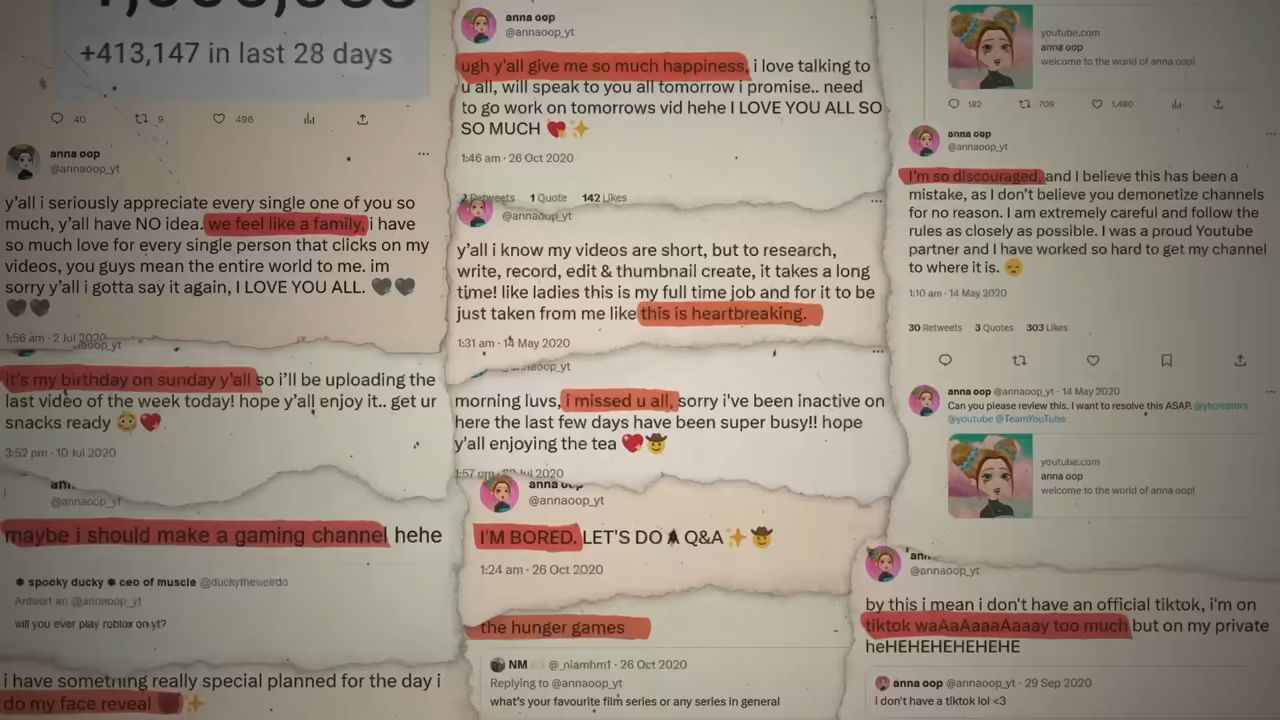 +413,147 in last 28 days
40 9 496
anna oop
@annaoop_yt
y'all i seriously appreciate every single one of you so
much, y'all have NO idea. we feel like a family, i have
so much love for every single person that clicks on my
videos, you guys mean the entire world to me. im
sorry y'all i gotta say it again, I LOVE YOU ALL. 🖤🖤
🖤🖤
1:56 am · 2 Jul 2020
it's my birthday on sunday y'all so i'll be uploading the
last video of the week today! hope y'all enjoy it.. get ur
snacks ready 😳💖
3:52 pm · 10 Jul 2020
@annaoop_yt
maybe i should make a gaming channel hehe
spooky ducky ceo of muscle @duckytheweirdo
Antwort an @annaoop_yt
will you ever play roblox on yt?
i have something really special planned for the day i
do my face reveal ✨
anna oop
@annaoop_yt
ugh y'all give me so much happiness, i love talking to
u all, will speak to you all tomorrow i promise.. need
to go work on tomorrows vid hehe I LOVE YOU ALL SO
SO MUCH 💖✨
1:46 am · 26 Oct 2020
2 Retweets 1 Quote 142 Likes
@annaoop_yt
y'all i know my videos are short, but to research,
write, record, edit & thumbnail create, it takes a long
time! like ladies this is my full time job and for it to be
just taken from me like this is heartbreaking.
1:31 am · 14 May 2020
morning luvs, i missed u all, sorry i've been inactive on
here the last few days have been super busy!! hope
y'all enjoying the tea 💖🤠
anna oop
@annaoop_yt
I'M BORED. LET'S DO A Q&A ✨🤠
1:24 am · 26 Oct 2020
the hunger games
NM @_niamhm1 · 26 Oct 2020
Replying to @annaoop_yt
what's your favourite film series or any series in general
youtube.com
anna oop
welcome to the world of anna oop!
182 709 1,490
anna oop
@annaoop_yt
I'm so discouraged, and I believe this has been a
mistake, as I don't believe you demonetize channels
for no reason. I am extremely careful and follow the
rules as closely as possible. I was a proud Youtube
partner and I have worked so hard to get my channel
to where it is. 😞
1:10 am · 14 May 2020
30 Retweets 3 Quotes 303 Likes
anna oop @annaoop_yt · 14 May 2020
Can you please review this. I want to resolve this ASAP. @ytcreators
@youtube @TeamYouTube
youtube.com
anna oop
welcome to the world of anna oop!
@annaoop_yt
by this i mean i don't have an official tiktok, i'm on
tiktok waAaAaaaAaaay too much but on my private
heHEHEHEHEHE
anna oop @annaoop_yt · 29 Sep 2020
i don't have a tiktok lol <3